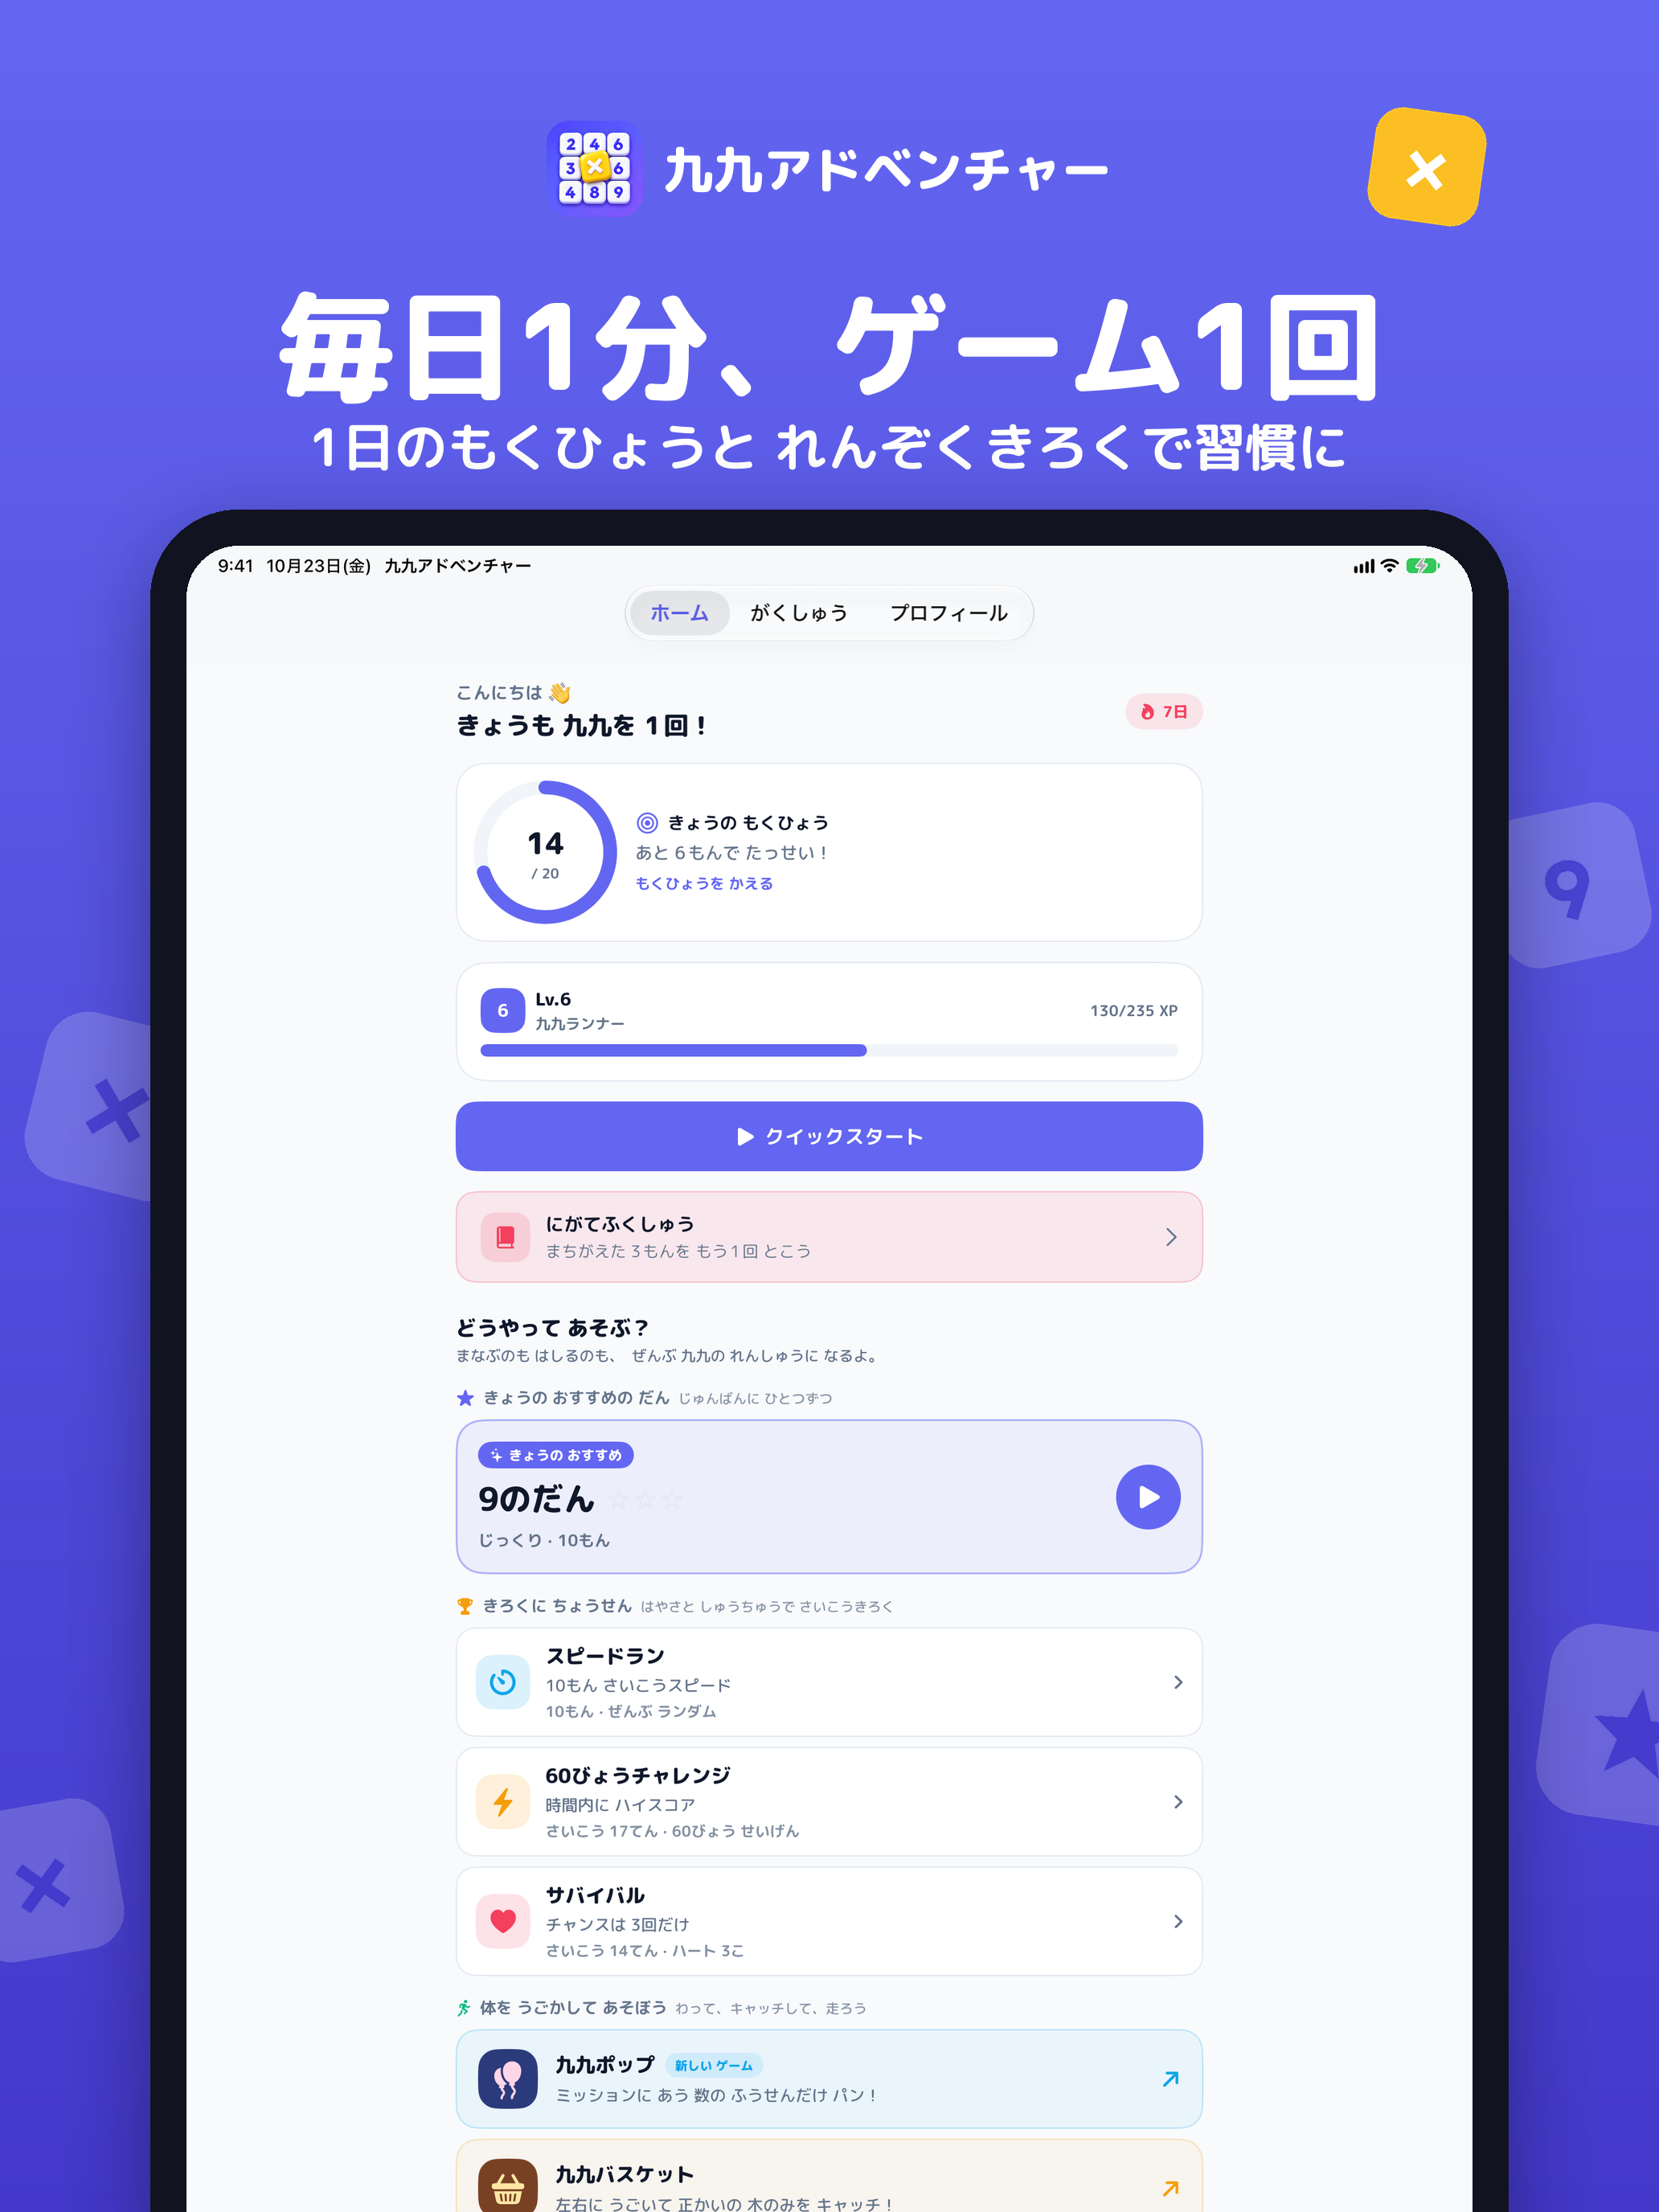 2 4 6
3 × 6
4 8 9
九九アドベンチャー
×
毎日1分、ゲーム1回
1日のもくひょうと れんぞくきろくで習慣に
9:41 10月23日(金) 九九アドベンチャー
ホーム がくしゅう プロフィール
こんにちは 👋
きょうも 九九を 1回！
7日
14
/ 20
きょうの もくひょう
あと 6もんで たっせい！
もくひょうを かえる
6
Lv.6
九九ランナー
130/235 XP
クイックスタート
にがてふくしゅう
まちがえた 3もんを もう1回 とこう
どうやって あそぶ？
まなぶのも はしるのも、 ぜんぶ 九九の れんしゅうに なるよ。
きょうの おすすめの だん じゅんばんに ひとつずつ
きょうの おすすめ
9のだん ☆☆☆
じっくり · 10もん
きろくに ちょうせん はやさと しゅうちゅうで さいこうきろく
スピードラン
10もん さいこうスピード
10もん · ぜんぶ ランダム
60びょうチャレンジ
時間内に ハイスコア
さいこう 17てん · 60びょう せいげん
サバイバル
チャンスは 3回だけ
さいこう 14てん · ハート 3こ
体を うごかして あそぼう わって、キャッチして、走ろう
九九ポップ 新しい ゲーム
ミッションに あう 数の ふうせんだけ パン！
九九バスケット
左右に うごいて 正かいの 木のみを キャッチ！
9
×
×